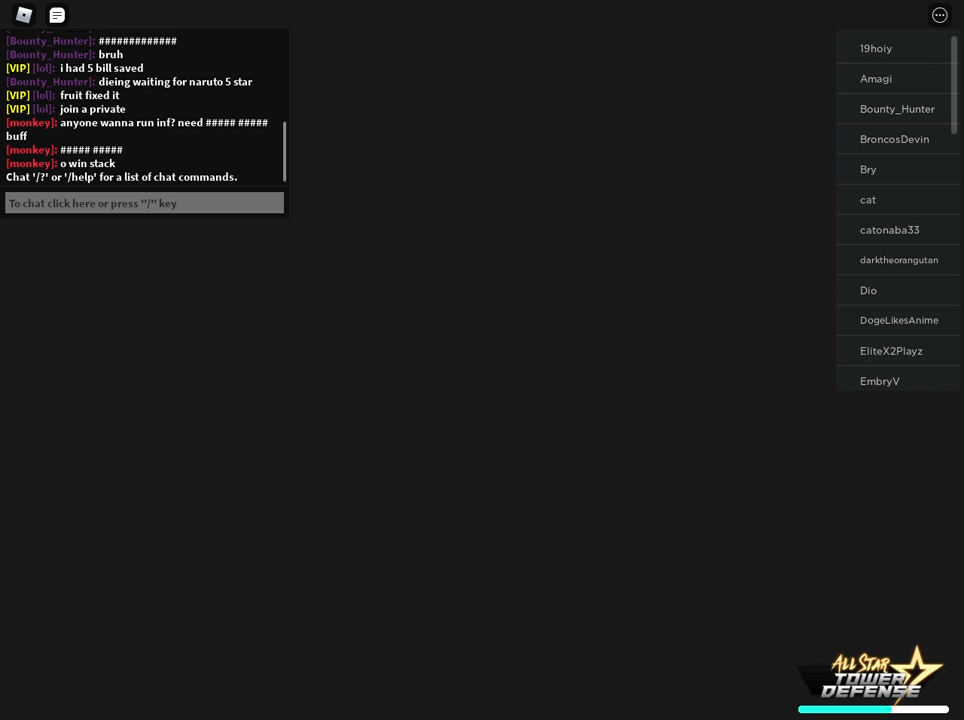 [Bounty_Hunter]: #############
[Bounty_Hunter]: bruh
[VIP] [lol]: i had 5 bill saved
[Bounty_Hunter]: dieing waiting for naruto 5 star
[VIP] [lol]: fruit fixed it
[VIP] [lol]: join a private
[monkey]: anyone wanna run inf? need ##### #####
buff
[monkey]: ##### #####
[monkey]: o win stack
Chat '/?' or '/help' for a list of chat commands.
To chat click here or press "/" key
19hoiy
Amagi
Bounty_Hunter
BroncosDevin
Bry
cat
catonaba33
darktheorangutan
Dio
DogeLikesAnime
EliteX2Playz
EmbryV
ALL STAR
TOWER
DEFENSE